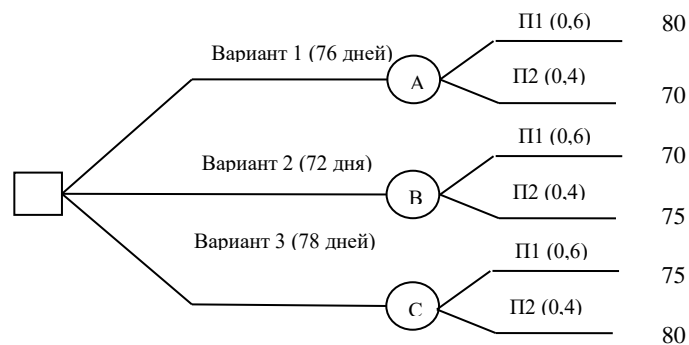 П1 (0,6) 80
Вариант 1 (76 дней)
А
П2 (0,4) 70
П1 (0,6) 70
Вариант 2 (72 дня)
В
П2 (0,4) 75
Вариант 3 (78 дней)
П1 (0,6) 75
С
П2 (0,4) 80